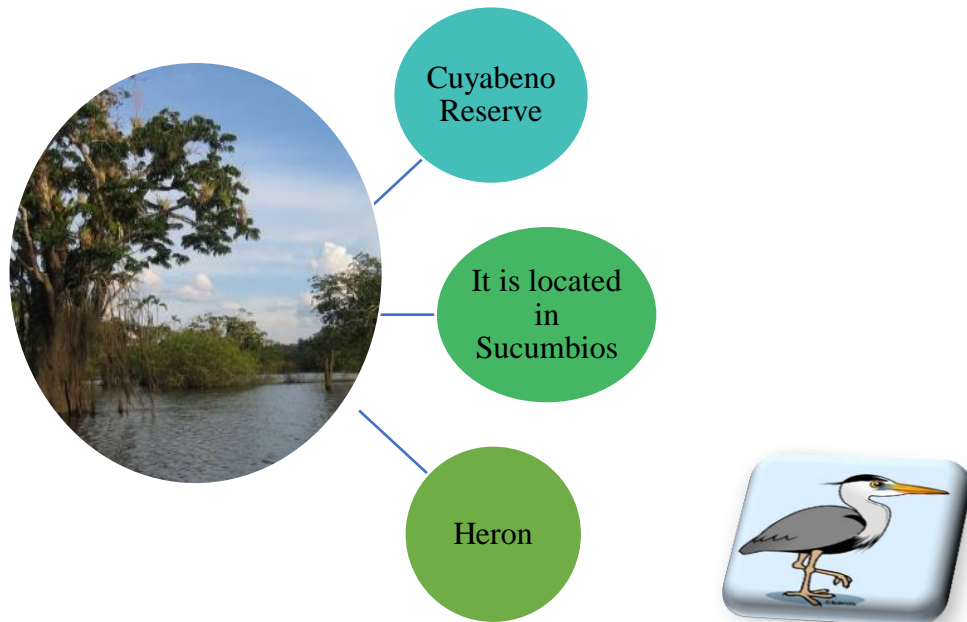 Cuyabeno
Reserve
It is located
in
Sucumbios
Heron